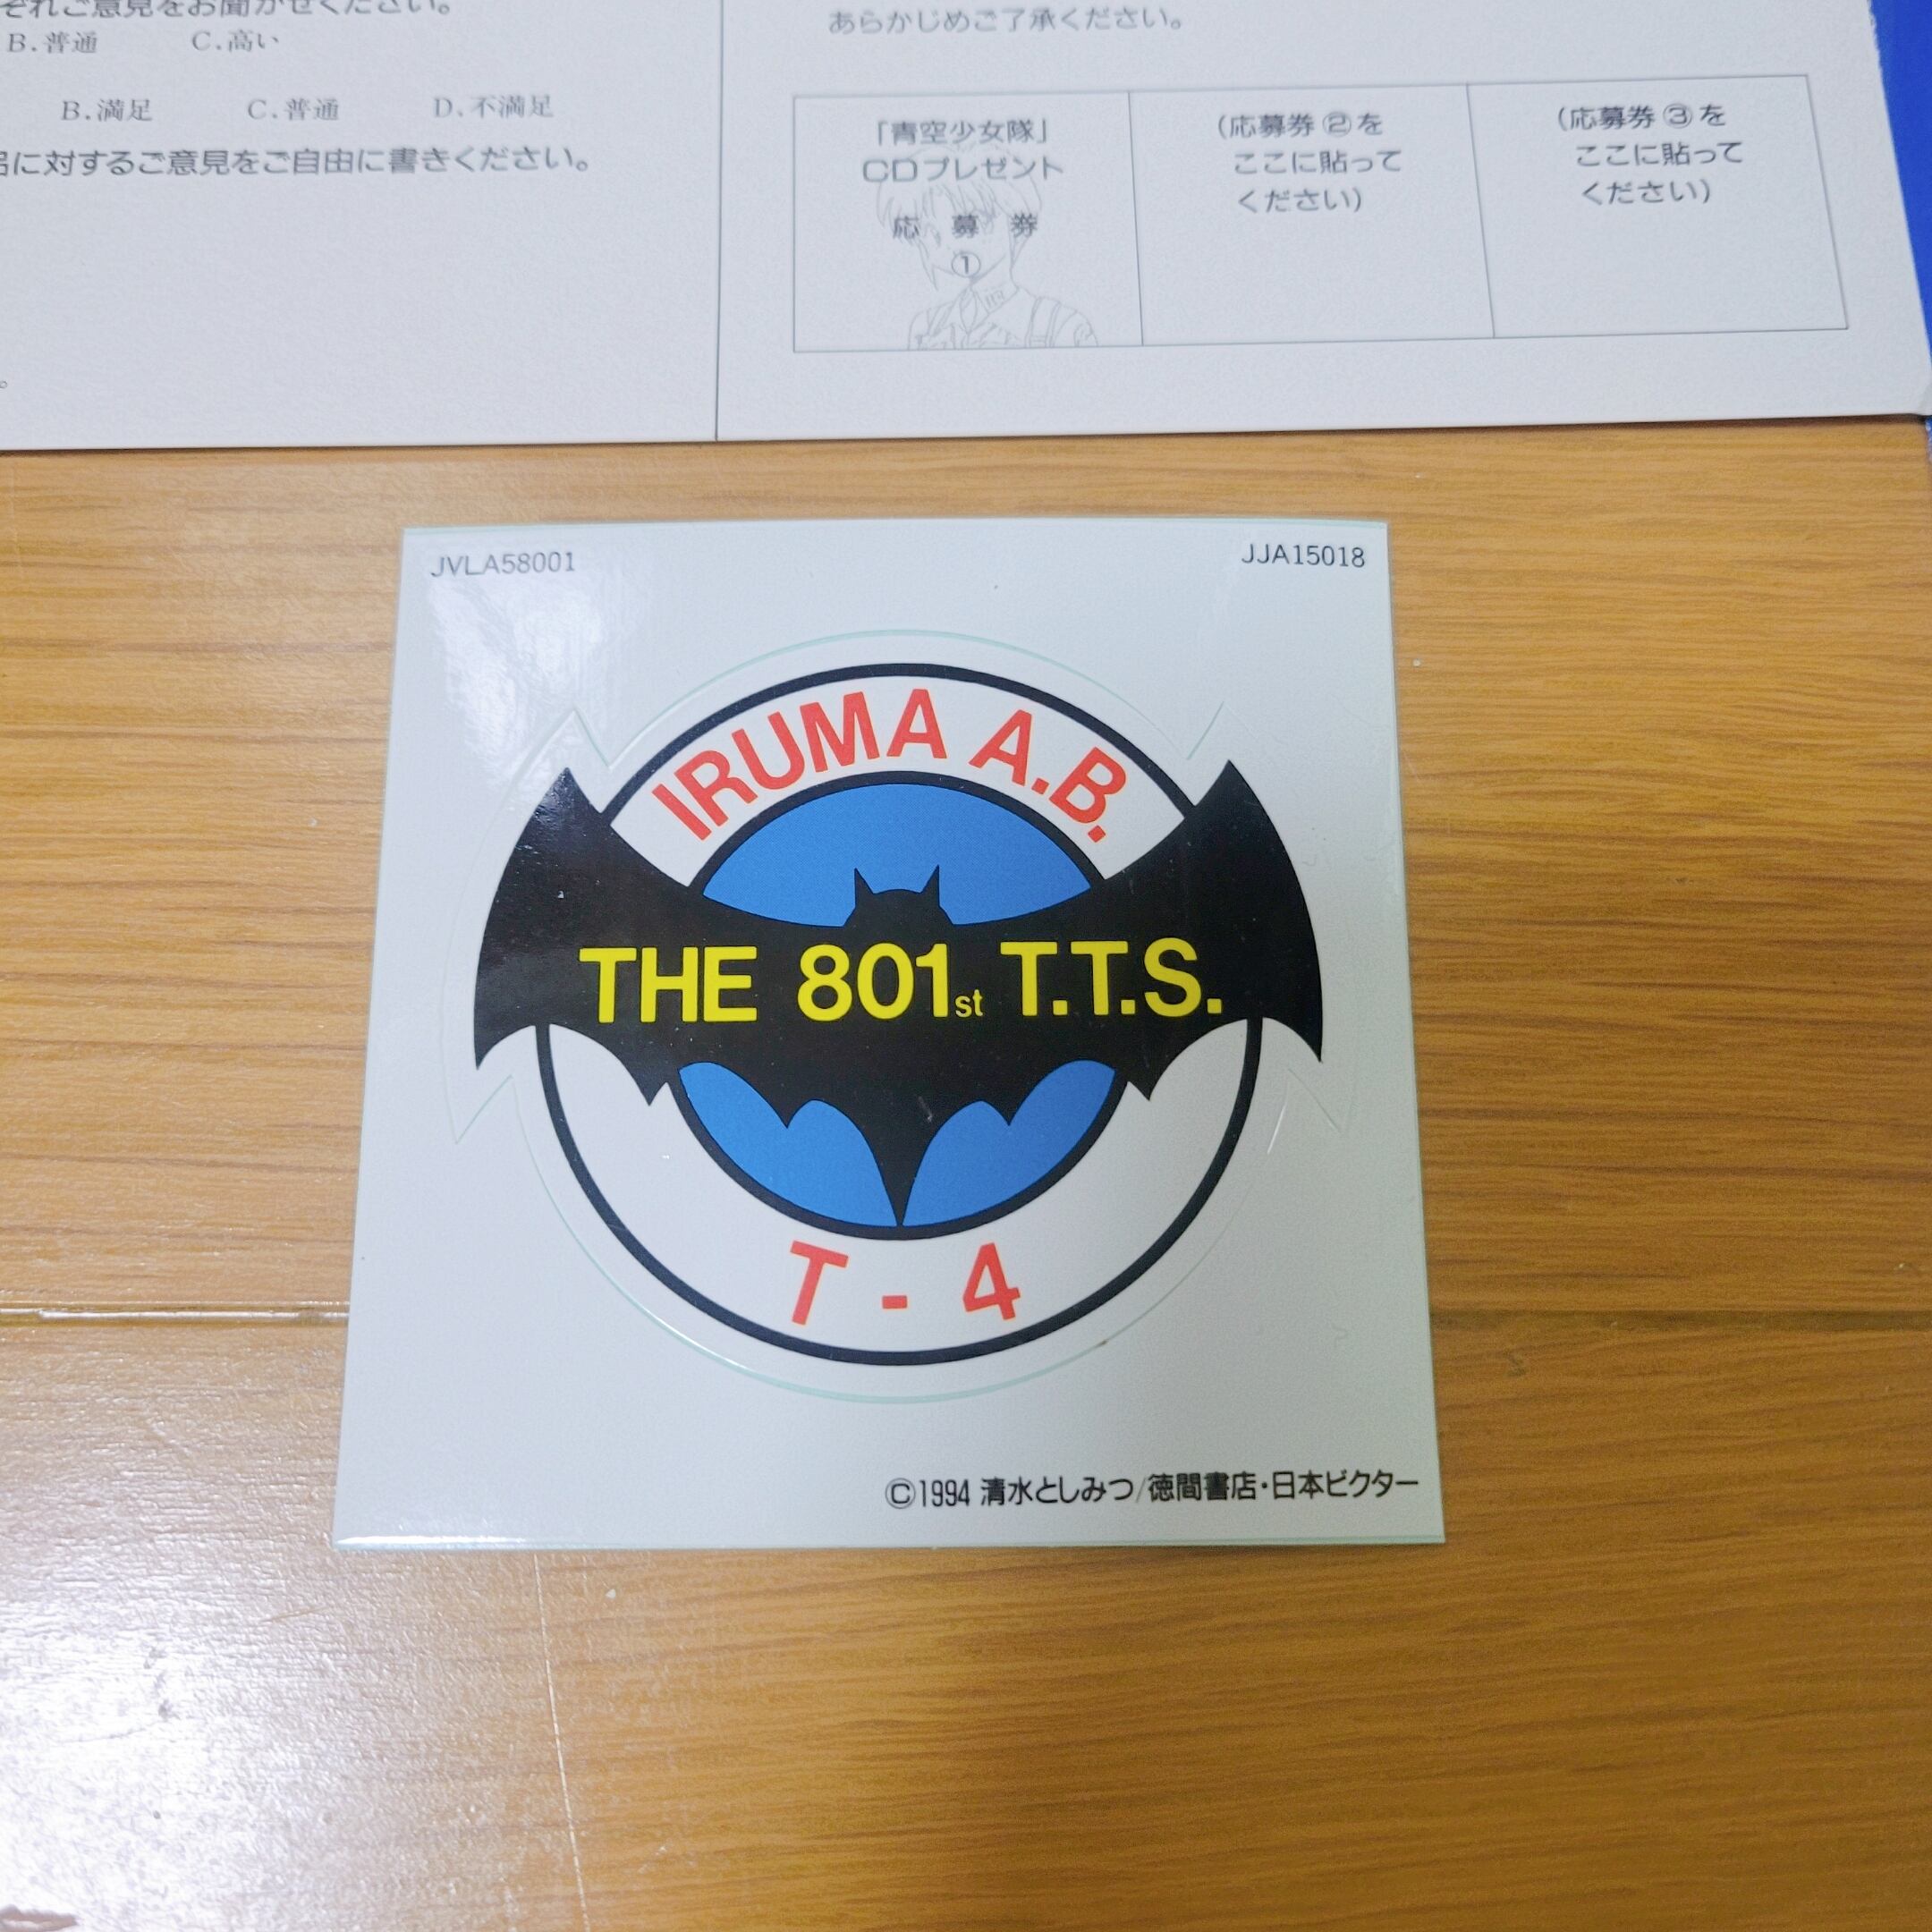 ぞれご意見をお聞かせください。
B.普通 C.高い
B.満足 C.普通 D.不満足
に対するご意見をご自由に書きください。
あらかじめご了承ください。
「青空少女隊」
CDプレゼント
応募券
①
(応募券②を
ここに貼って
ください)
(応募券③を
ここに貼って
ください)
JVLA58001
JJA15018
IRUMA A.B.
THE 801st T.T.S.
T-4
©1994 清水としみつ/徳間書店・日本ビクター